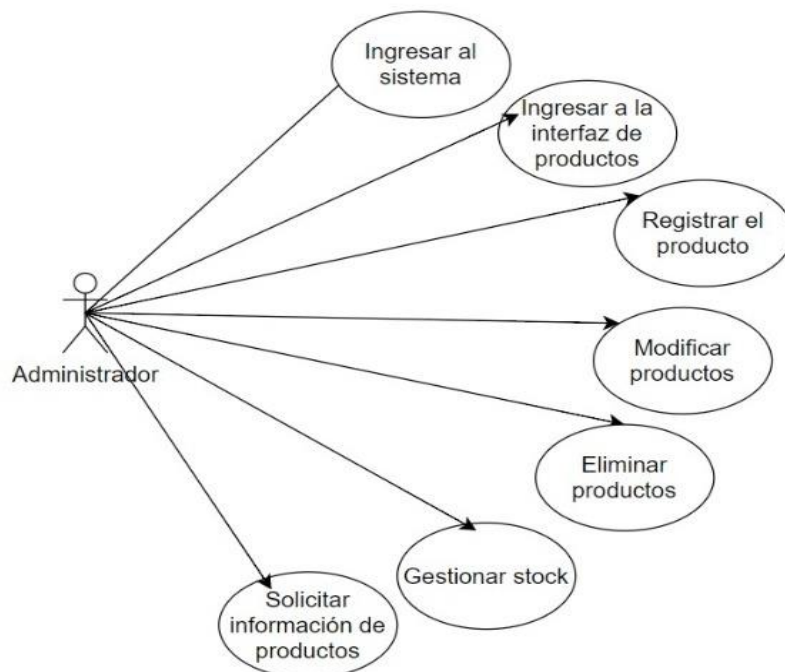 Ingresar al
sistema
Ingresar a la
interfaz de
productos
Registrar el
producto
Modificar
productos
Administrador
Eliminar
productos
Gestionar stock
Solicitar
información de
productos